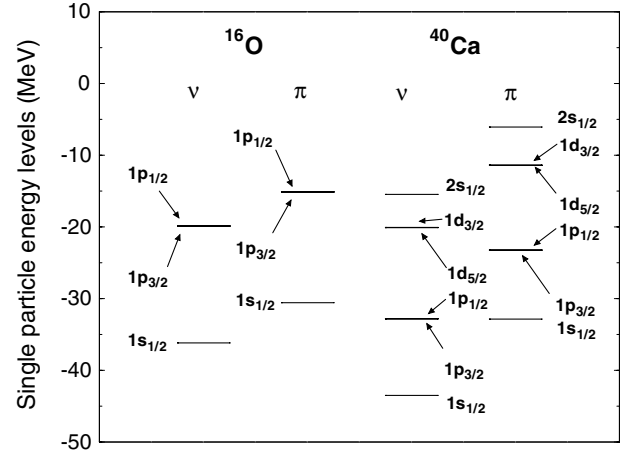 Single particle energy levels (MeV)
10
0
-10
-20
-30
-40
-50
¹⁶O
ν
π
1p1/2
1p3/2
1s1/2
1p1/2
1p3/2
1s1/2
⁴⁰Ca
ν
π
2s1/2
1d3/2
1d5/2
1p1/2
1p3/2
1s1/2
2s1/2
1d3/2
1d5/2
1p1/2
1p3/2
1s1/2